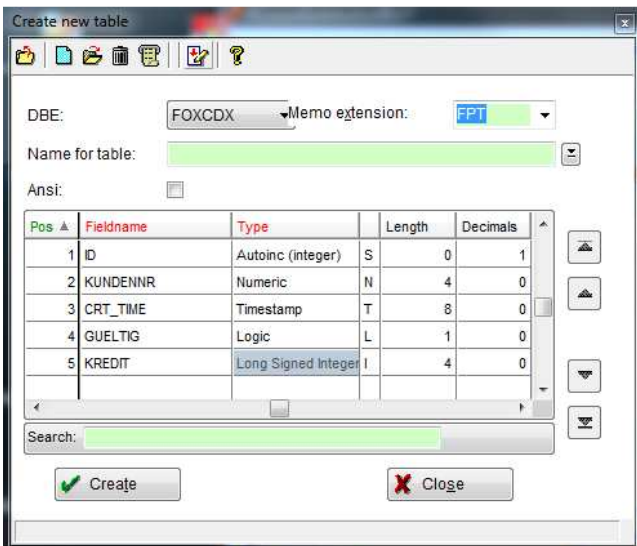 Create new table
DBE: FOXCDX Memo extension: FPT
Name for table:
Ansi:
Pos Fieldname Type Length Decimals
1 ID Autoinc (integer) S 0 1
2 KUNDENNR Numeric N 4 0
3 CRT_TIME Timestamp T 8 0
4 GUELTIG Logic L 1 0
5 KREDIT Long Signed Integer I 4 0
Search:
Create Close